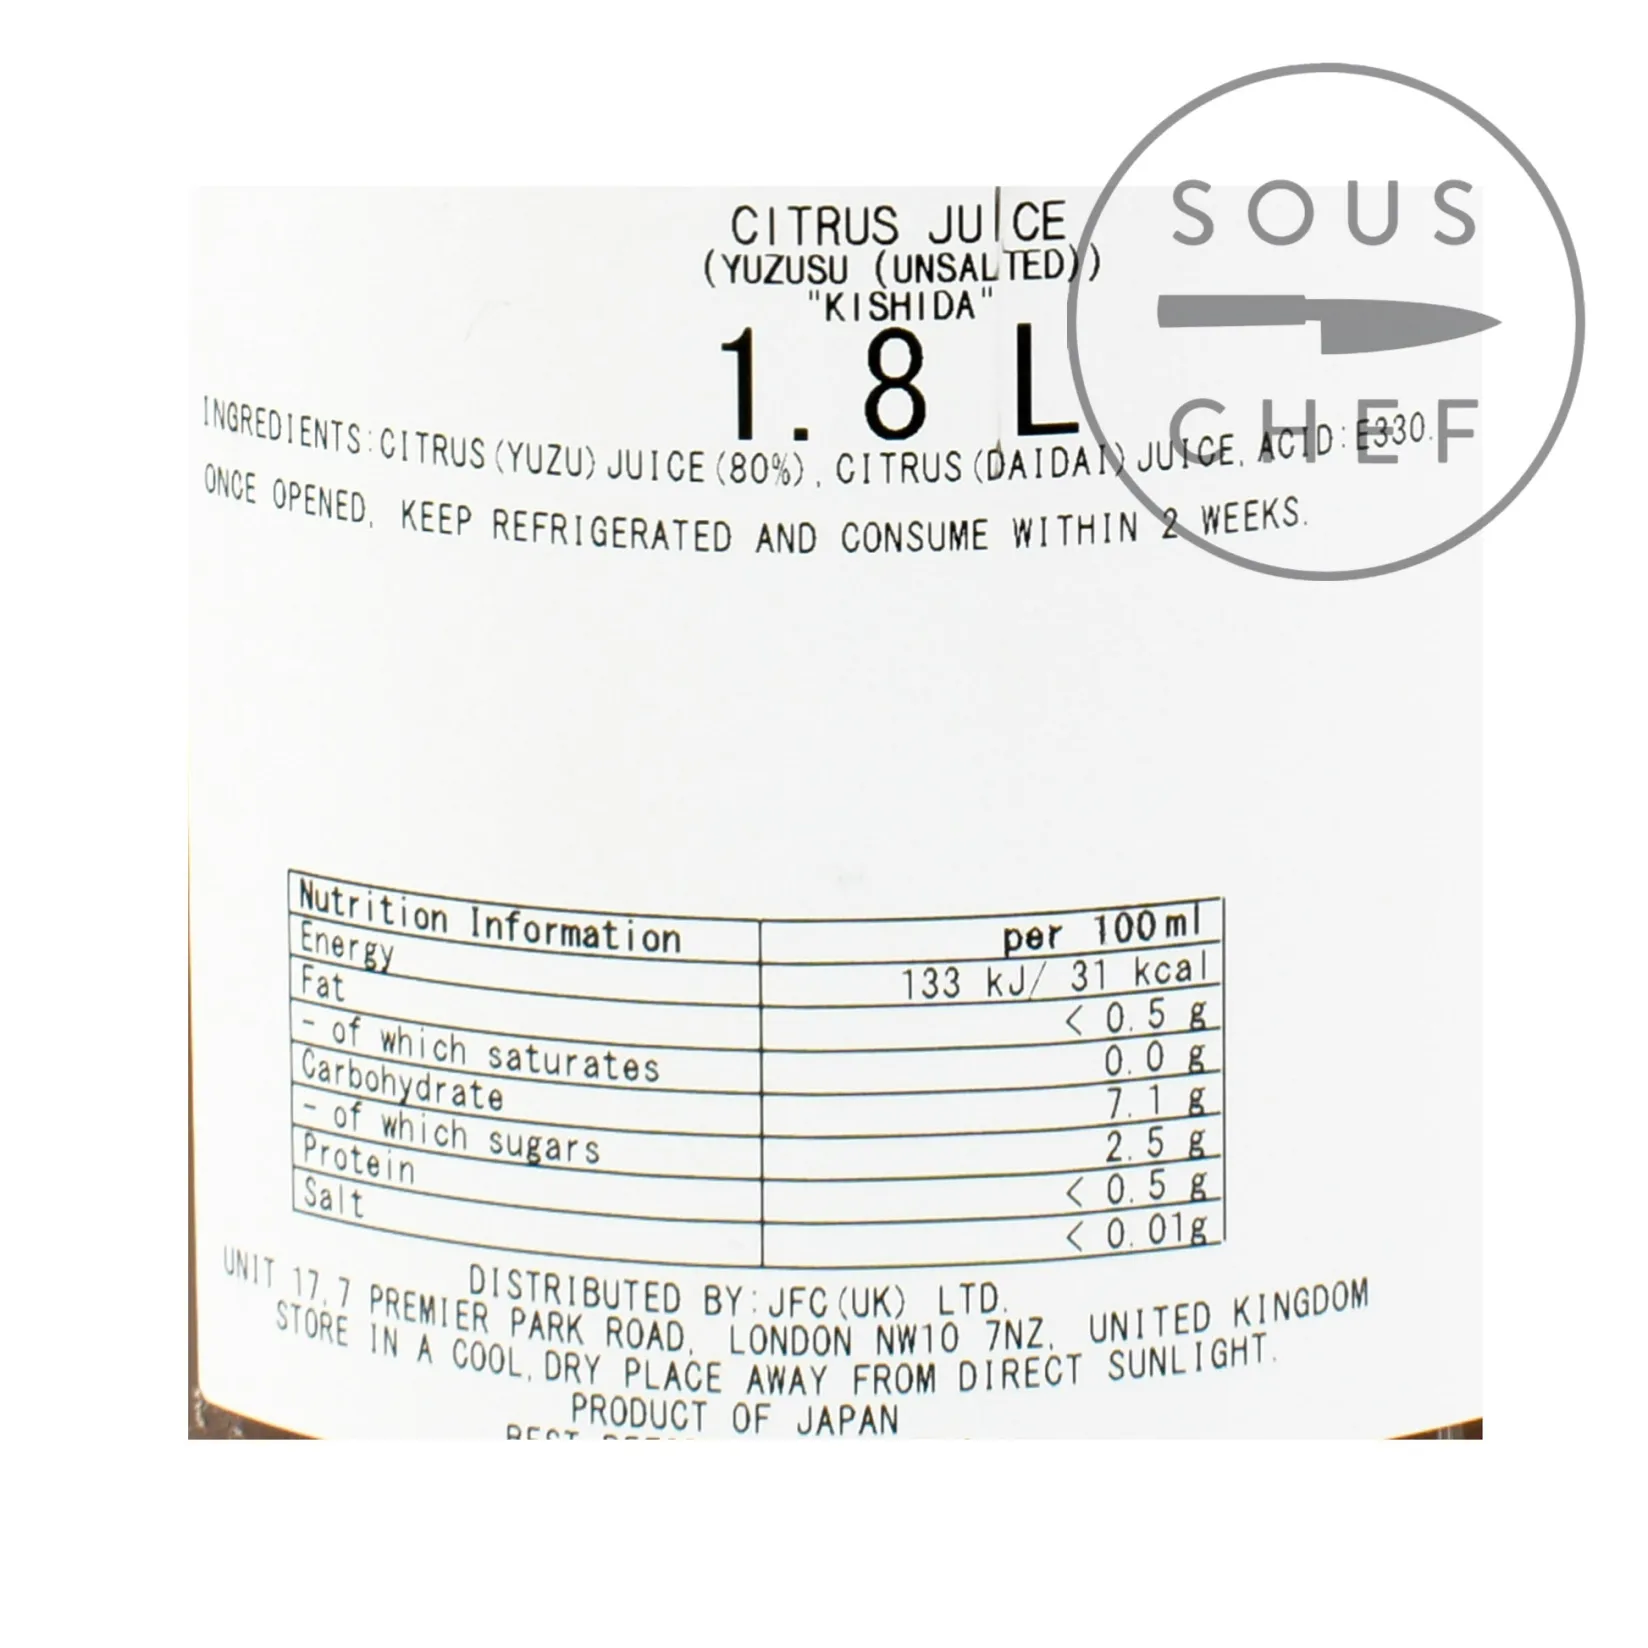 SOUS
CHEF
CITRUS JUICE
(YUZUSU (UNSALTED))
"KISHIDA"
1.8 L
INGREDIENTS:CITRUS(YUZU)JUICE(80%), CITRUS(DAIDAI)JUICE, ACID:E330.
ONCE OPENED, KEEP REFRIGERATED AND CONSUME WITHIN 2 WEEKS.
Nutrition Information per 100ml
Energy 133 kJ/ 31 kcal
Fat < 0.5 g
- of which saturates 0.0 g
Carbohydrate 7.1 g
- of which sugars 2.5 g
Protein < 0.5 g
Salt < 0.01g
DISTRIBUTED BY:JFC(UK) LTD.
UNIT 17,7 PREMIER PARK ROAD, LONDON NW10 7NZ, UNITED KINGDOM
STORE IN A COOL,DRY PLACE AWAY FROM DIRECT SUNLIGHT.
PRODUCT OF JAPAN